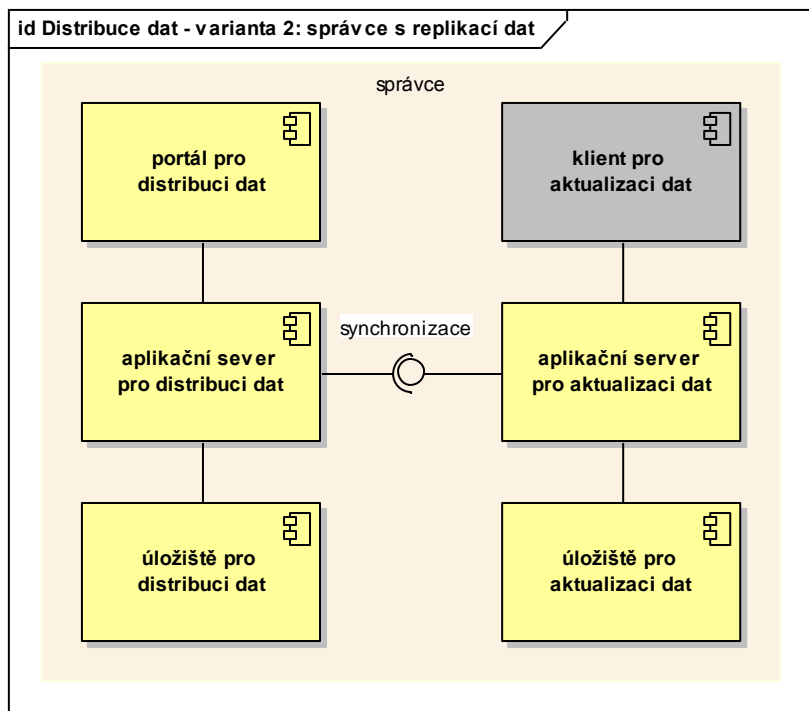 id Distribuce dat - varianta 2: správce s replikací dat
správce
portál pro
distribuci dat
klient pro
aktualizaci dat
synchronizace
aplikační sever
pro distribuci dat
aplikační server
pro aktualizaci dat
úložiště pro
distribuci dat
úložiště pro
aktualizaci dat